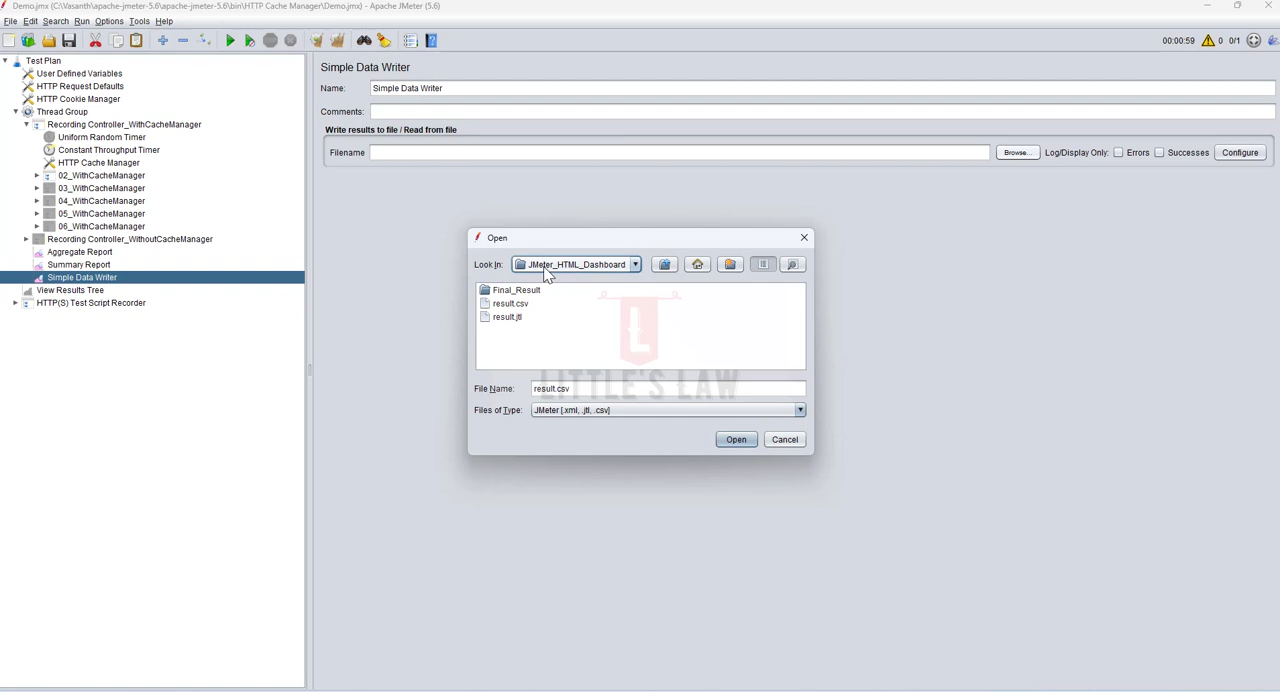 Demo.jmx (C:\Vasanth\apache-jmeter-5.6\apache-jmeter-5.6\bin\HTTP Cache Manager\Demo.jmx) - Apache JMeter (5.6)
File Edit Search Run Options Tools Help
00:00:59 0 0/1
Test Plan
User Defined Variables
HTTP Request Defaults
HTTP Cookie Manager
Thread Group
Recording Controller_WithCacheManager
Uniform Random Timer
Constant Throughput Timer
HTTP Cache Manager
02_WithCacheManager
03_WithCacheManager
04_WithCacheManager
05_WithCacheManager
06_WithCacheManager
Recording Controller_WithoutCacheManager
Aggregate Report
Summary Report
Simple Data Writer
View Results Tree
HTTP(S) Test Script Recorder
Simple Data Writer
Name: Simple Data Writer
Comments:
Write results to file / Read from file
Filename Browse... Log/Display Only: Errors Successes Configure
Open
Look In: JMeter_HTML_Dashboard
Final_Result
result.csv
result.jtl
L
LITTLE'S LAW
File Name: result.csv
Files of Type: JMeter [.xml, .jtl, .csv]
Open Cancel